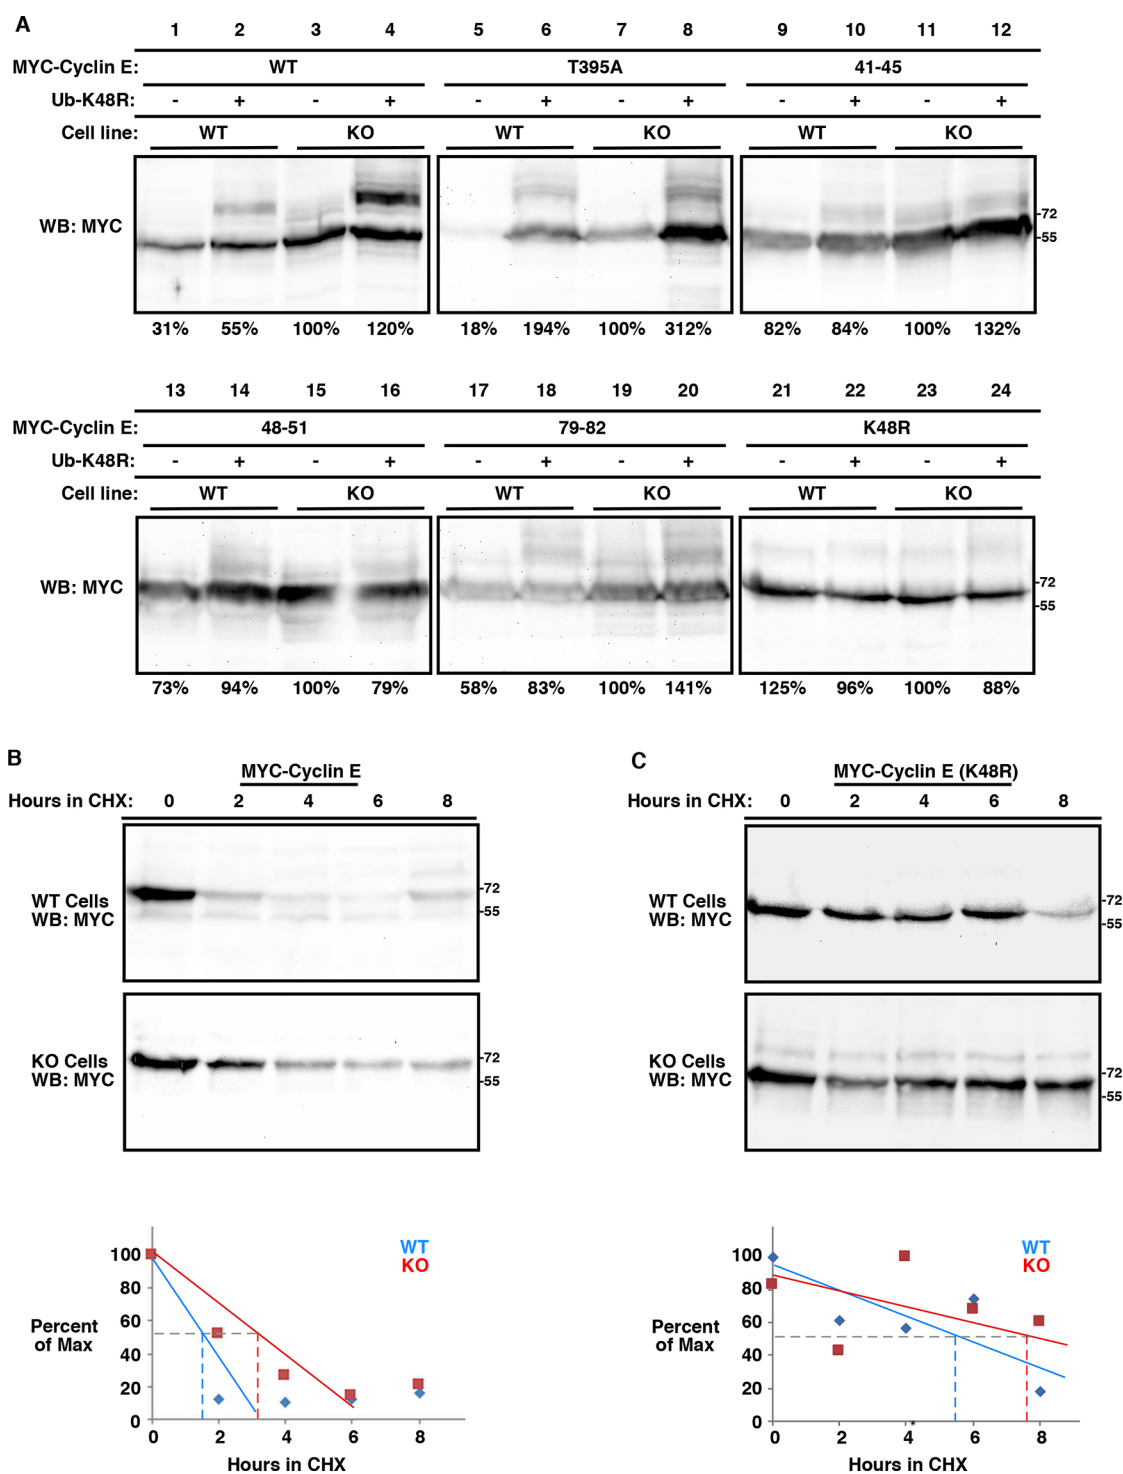 A
1 2 3 4 5 6 7 8 9 10 11 12
MYC-Cyclin E: WT T395A 41-45
Ub-K48R: - + - + - + - + - + - +
Cell line: WT KO WT KO WT KO
WB: MYC
-72
-55
31% 55% 100% 120% 18% 194% 100% 312% 82% 84% 100% 132%
13 14 15 16 17 18 19 20 21 22 23 24
MYC-Cyclin E: 48-51 79-82 K48R
Ub-K48R: - + - + - + - + - + - +
Cell line: WT KO WT KO WT KO
WB: MYC
-72
-55
73% 94% 100% 79% 58% 83% 100% 141% 125% 96% 100% 88%
B
MYC-Cyclin E
Hours in CHX: 0 2 4 6 8
WT Cells
WB: MYC
-72
-55
KO Cells
WB: MYC
-72
-55
WT
KO
Percent
of Max
100
80
60
40
20
0
0 2 4 6 8
Hours in CHX
C
MYC-Cyclin E (K48R)
Hours in CHX: 0 2 4 6 8
WT Cells
WB: MYC
-72
-55
KO Cells
WB: MYC
-72
-55
WT
KO
Percent
of Max
100
80
60
40
20
0
0 2 4 6 8
Hours in CHX